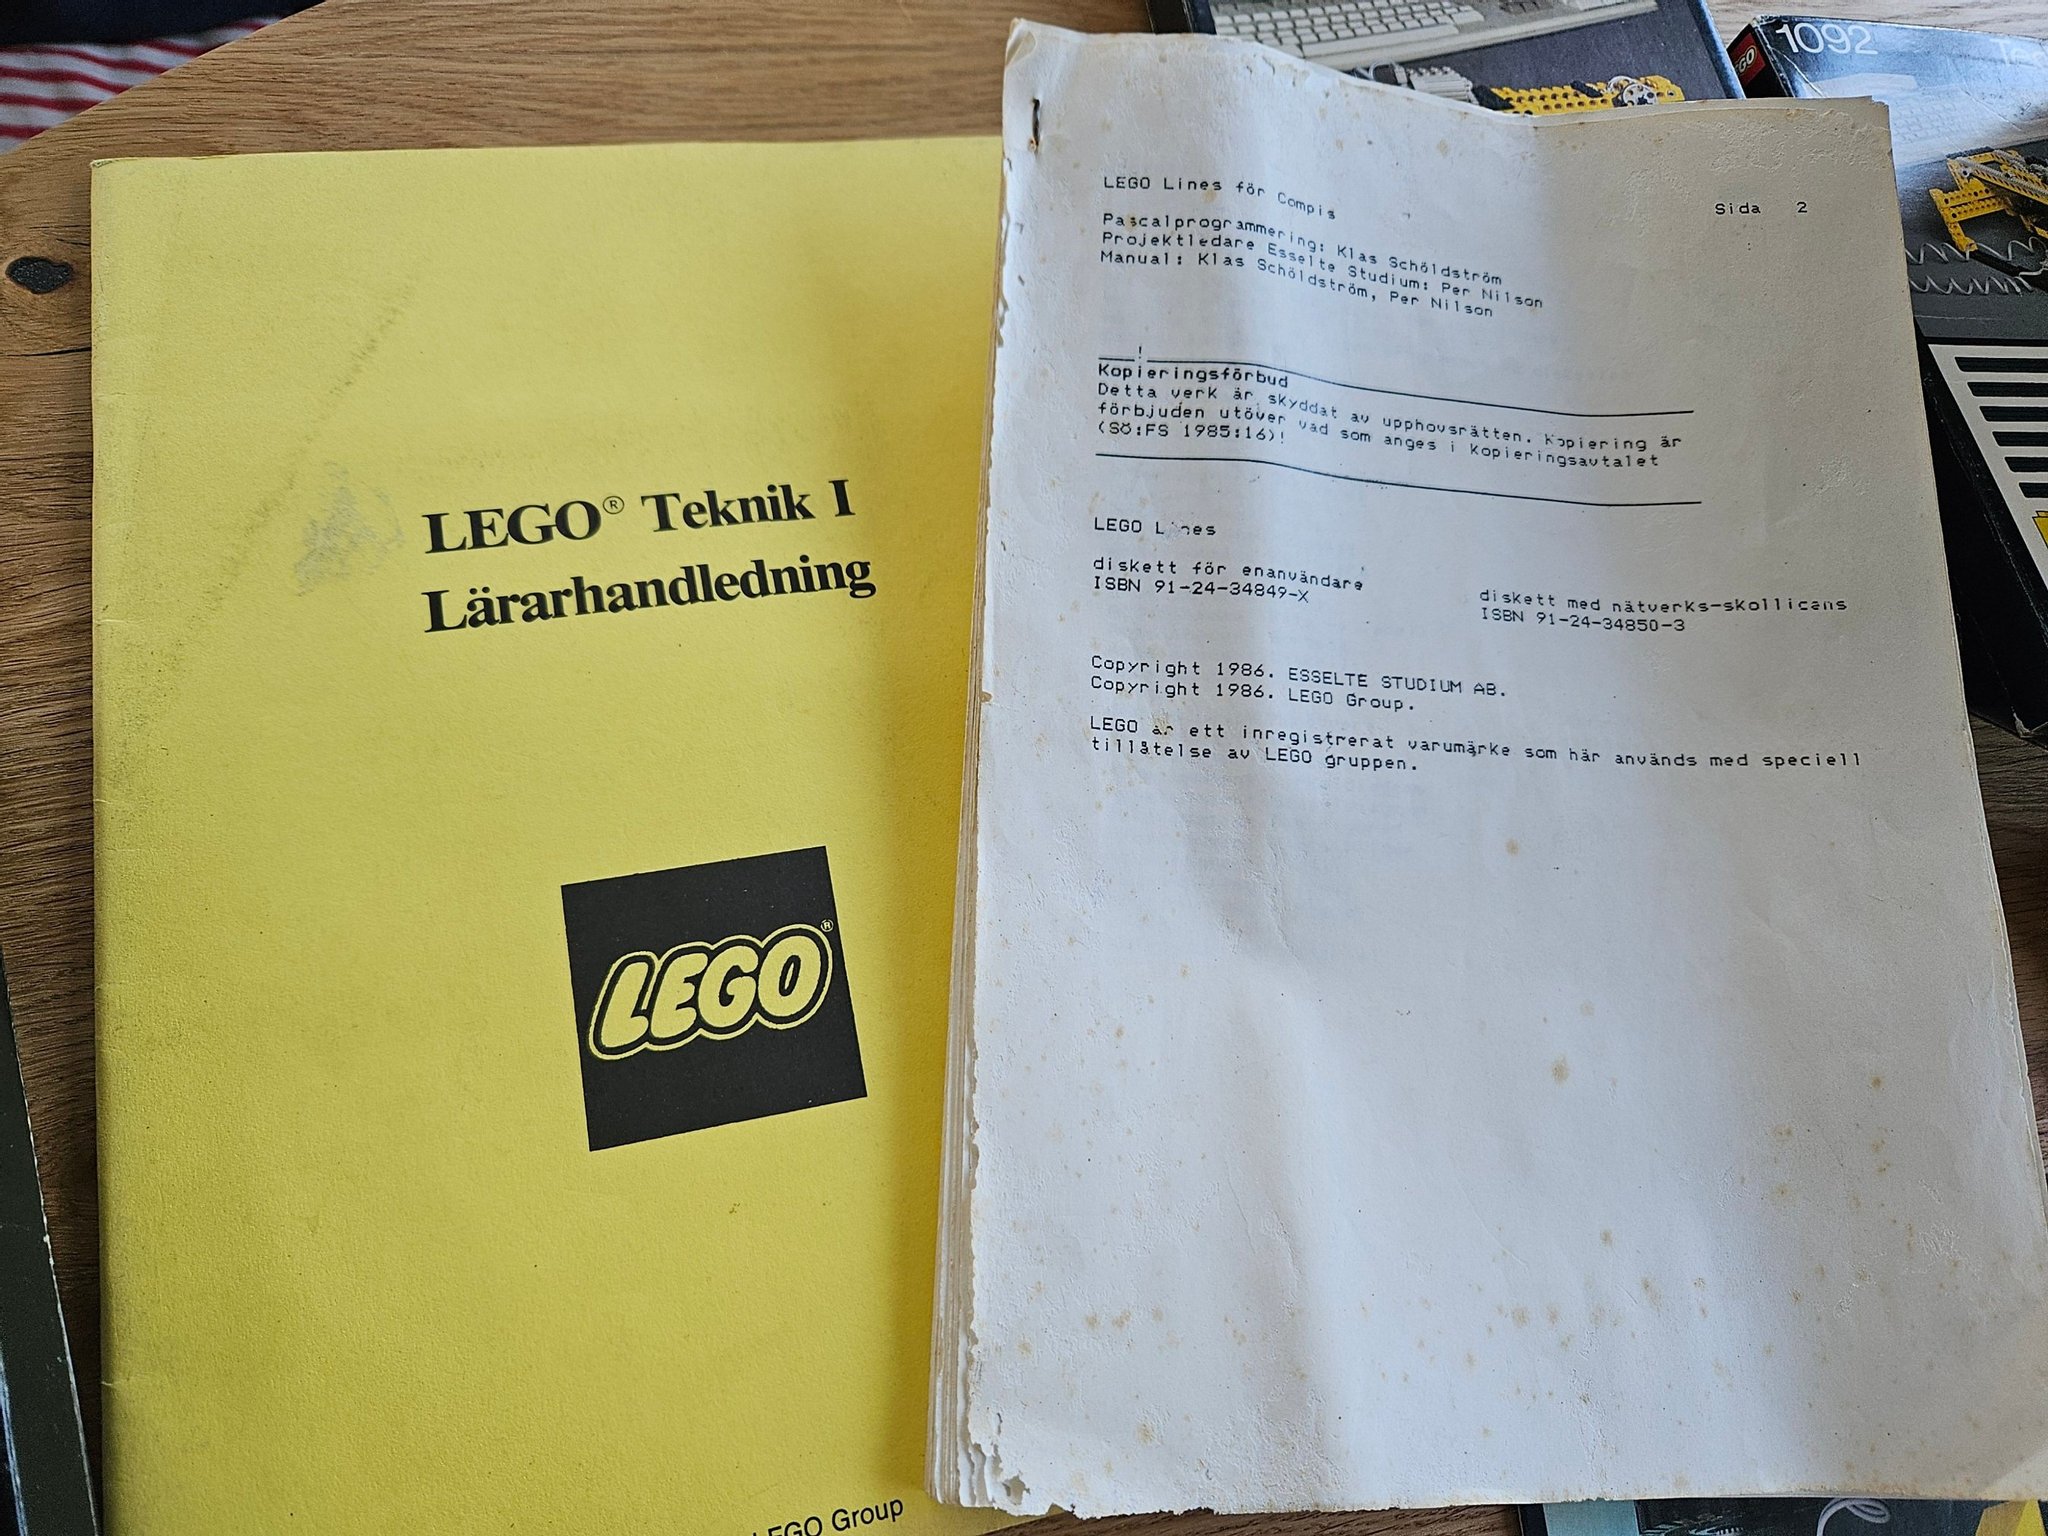 LEGO® Teknik I
Lärarhandledning
LEGO®
LEGO Group
LEGO Lines för Compis
Sida 2
Pascalprogrammering: Klas Schöldström
Projektledare Esselte Studium: Per Nilson
Manual: Klas Schöldström, Per Nilson
Kopieringsförbud
Detta verk är skyddat av upphovsrätten. Kopiering är
förbjuden utöver vad som anges i kopieringsavtalet
(SÖ:FS 1985:16)!
LEGO Lines
diskett för enanvändare
ISBN 91-24-34849-X
diskett med nätverks-skollicens
ISBN 91-24-34850-3
Copyright 1986. ESSELTE STUDIUM AB.
Copyright 1986. LEGO Group.
LEGO är ett inregistrerat varumärke som här används med speciell
tillåtelse av LEGO gruppen.
1092